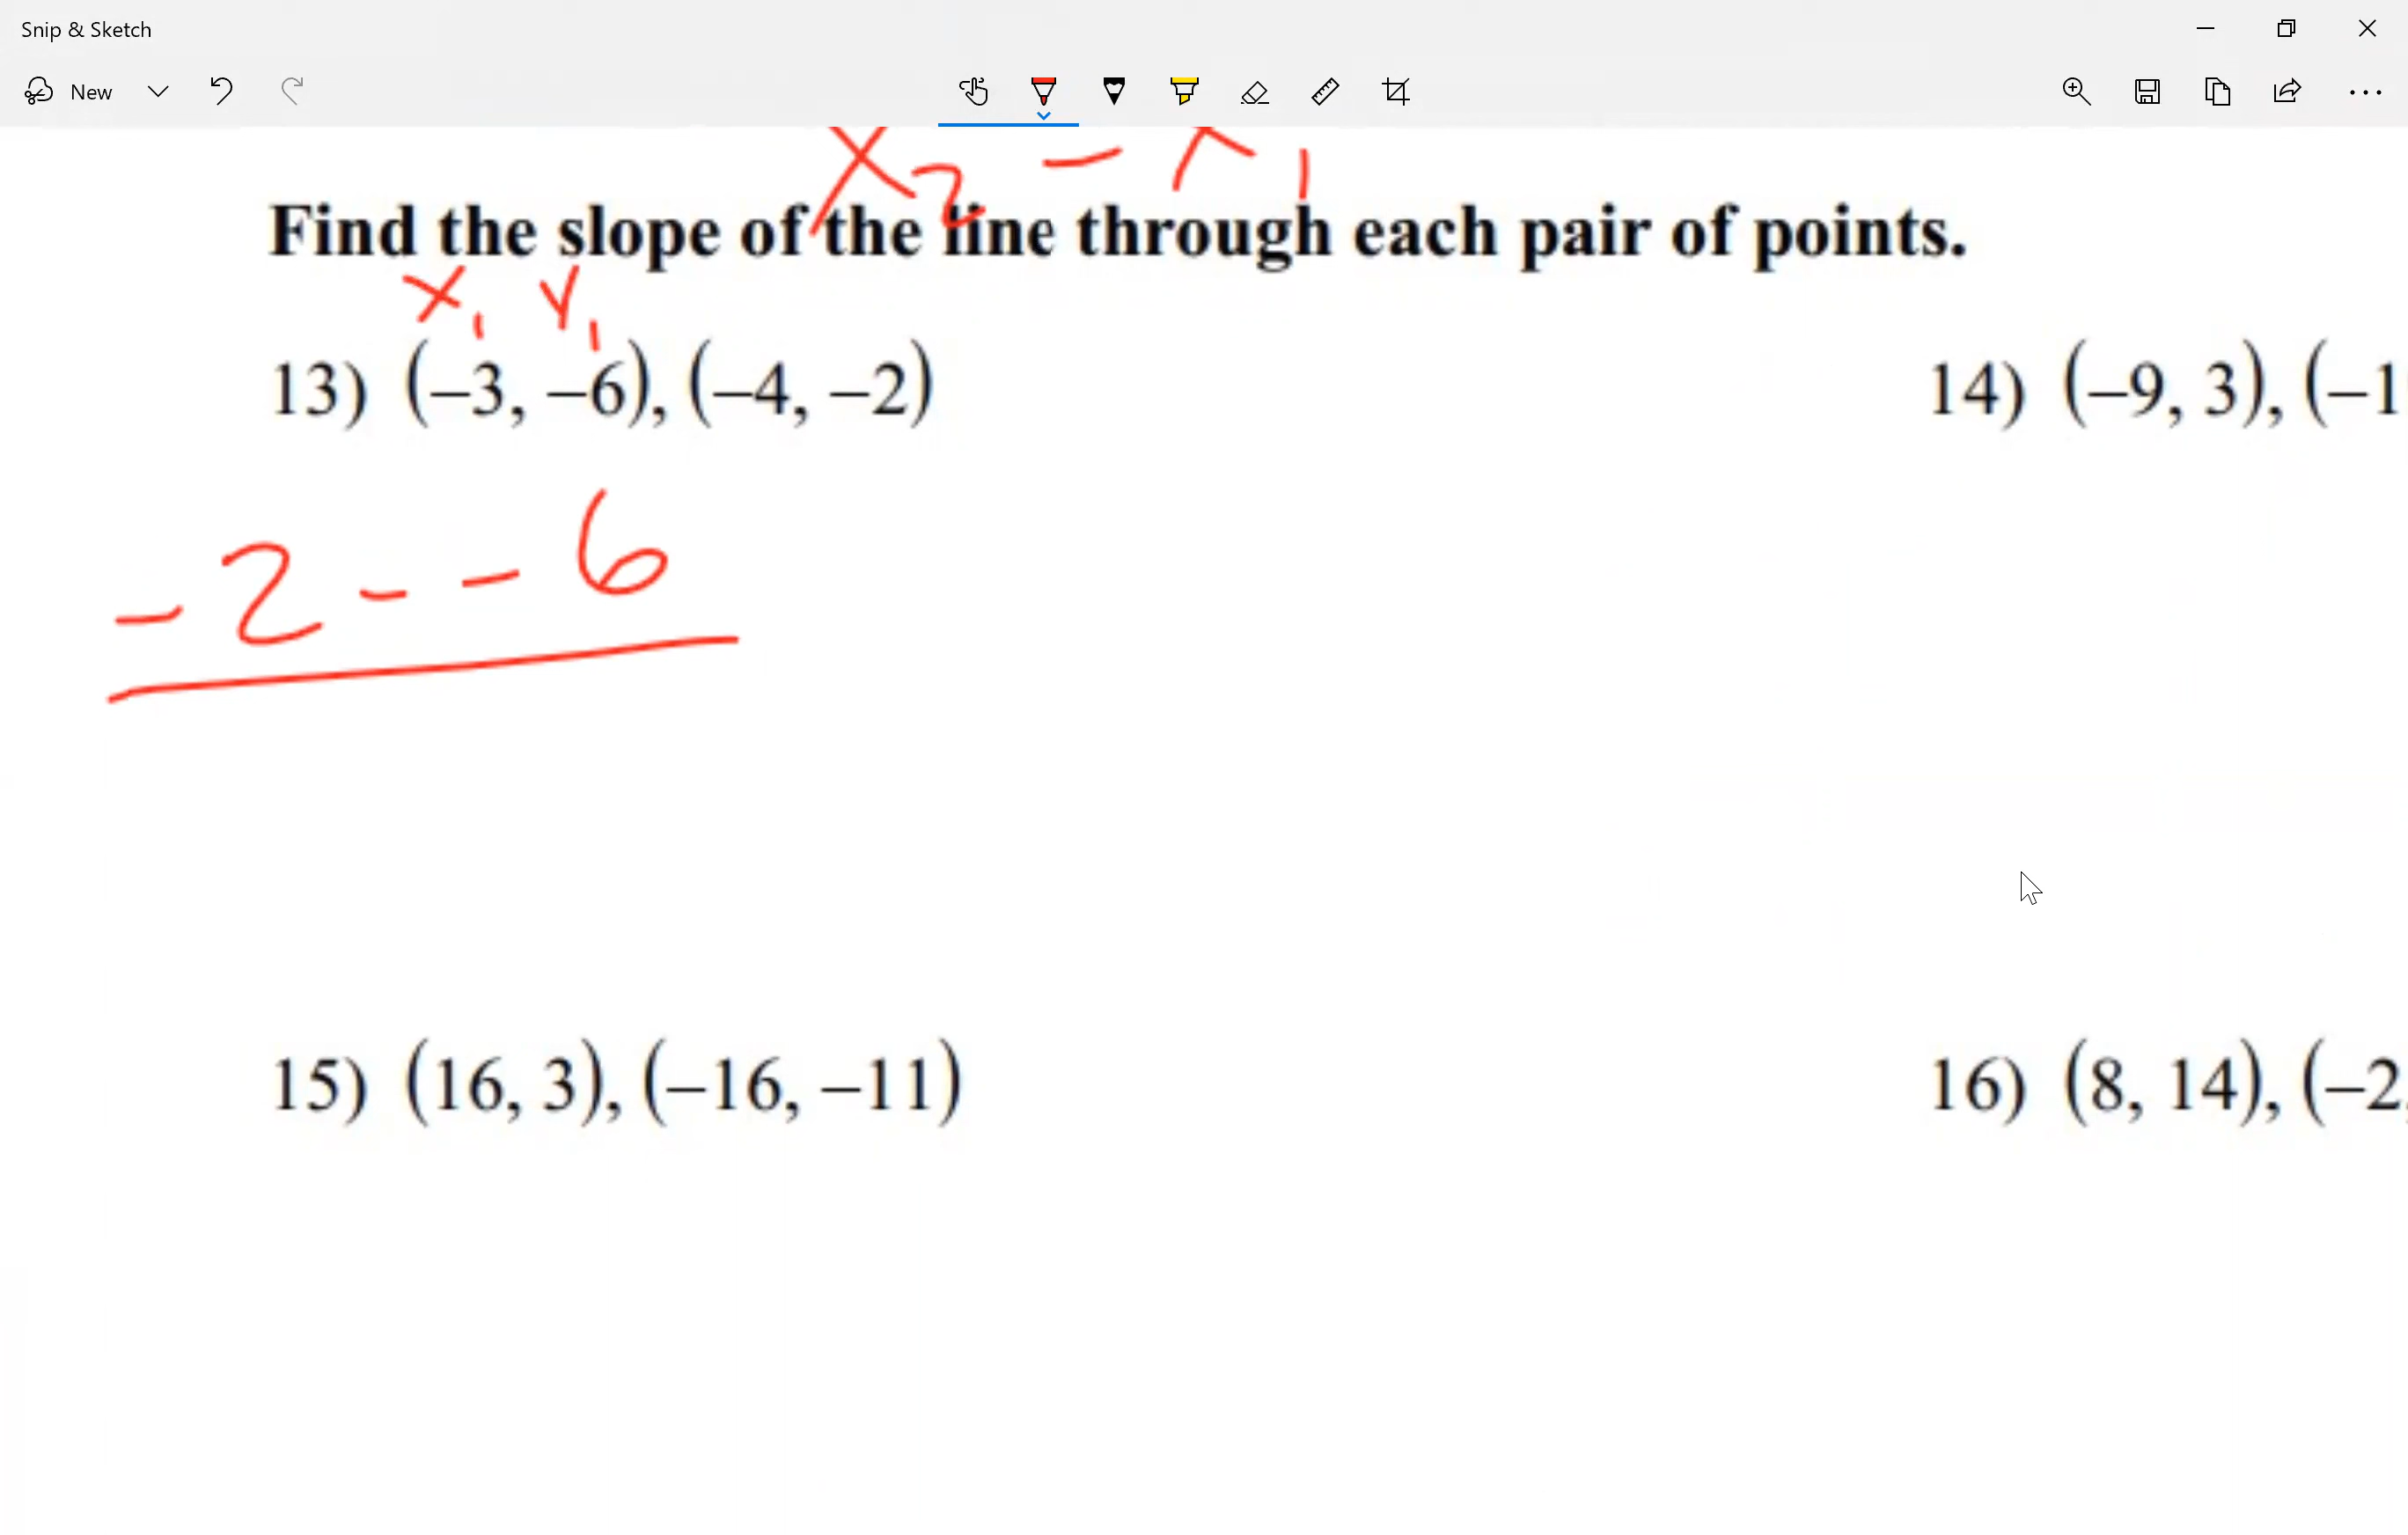 Snip & Sketch
New
x₂ - x₁
Find the slope of the line through each pair of points.
x₁ y₁
13) (–3, –6), (–4, –2)
14) (–9, 3), (–1
-2 - -6
15) (16, 3), (–16, –11)
16) (8, 14), (–2,